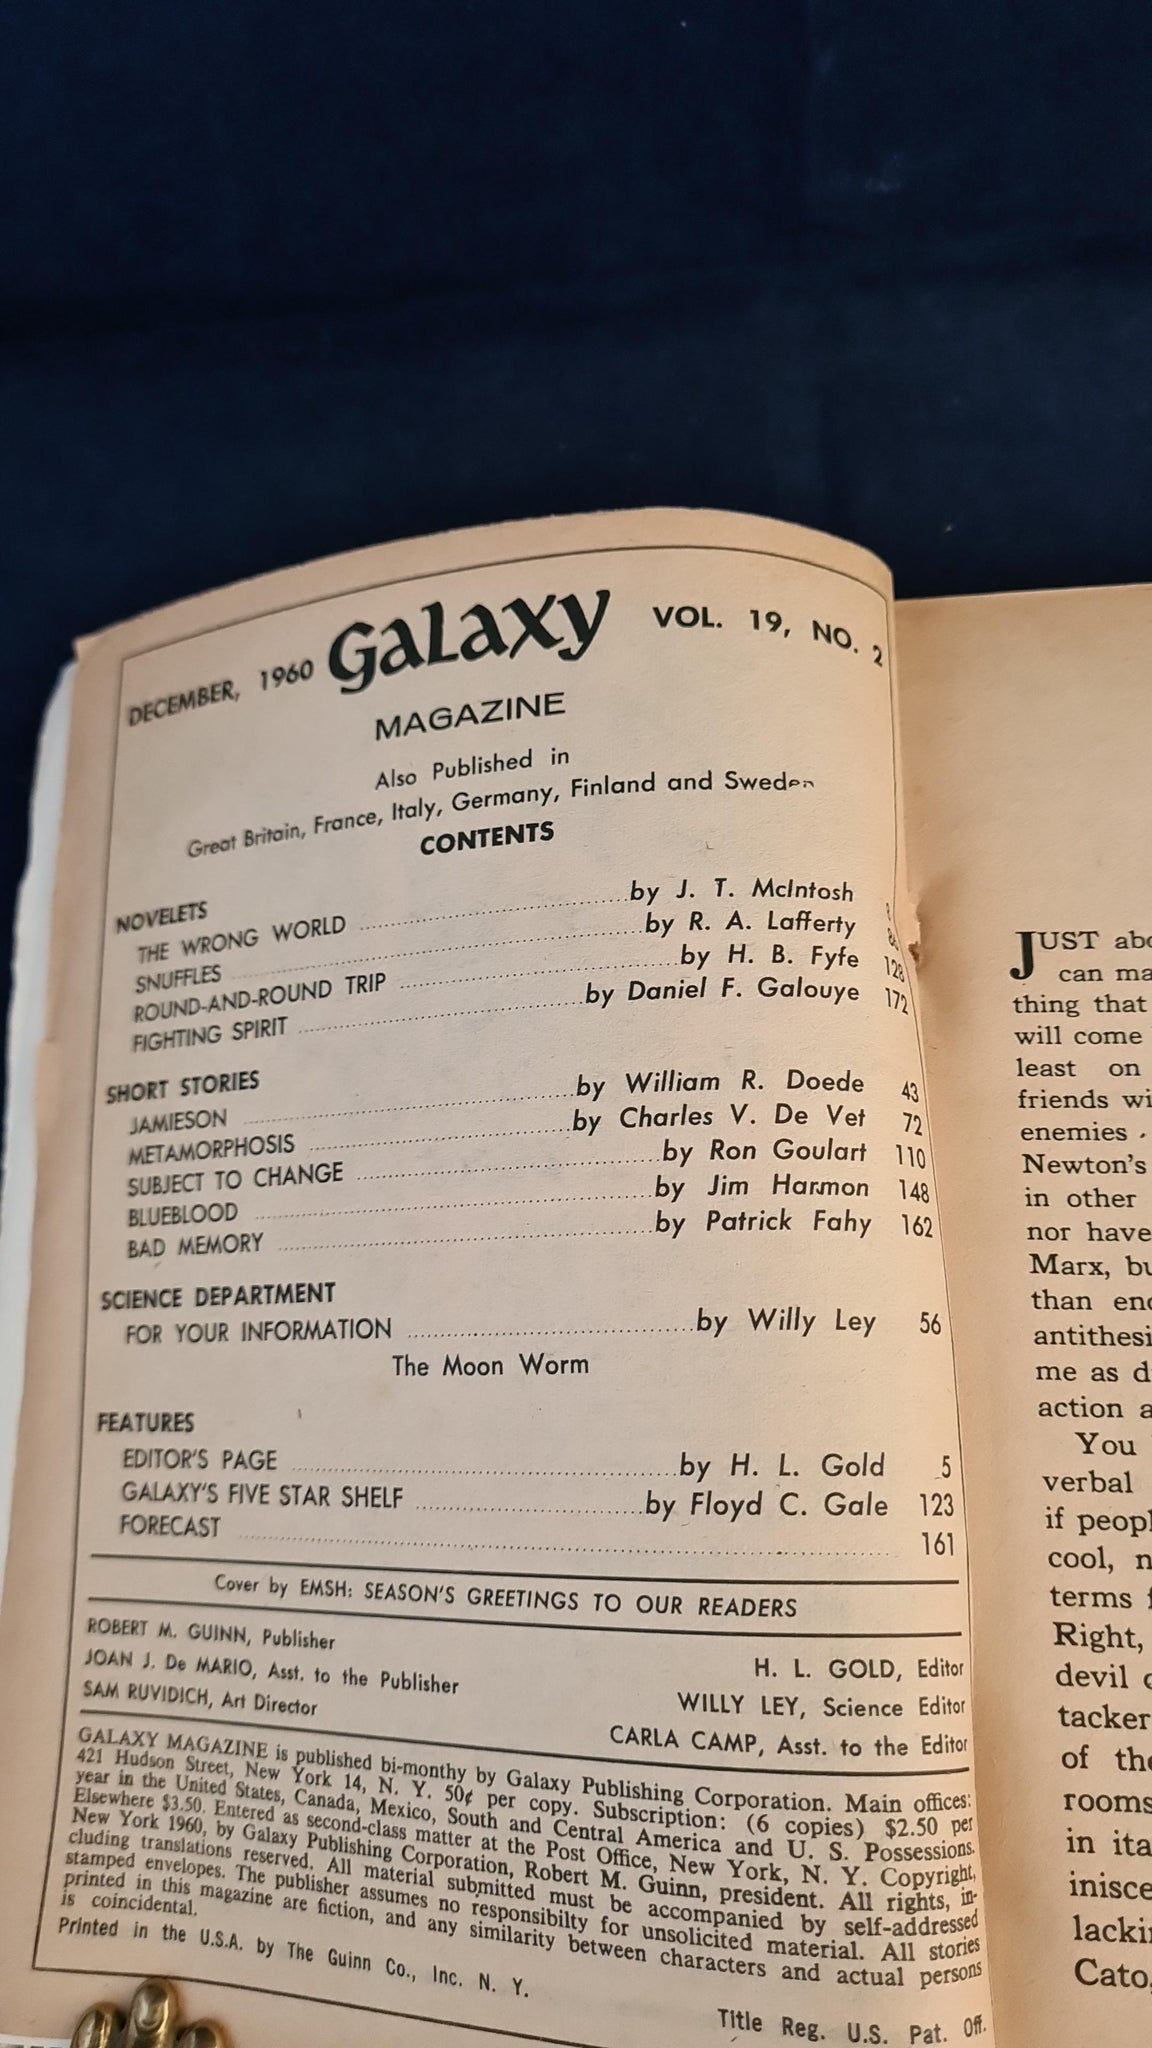 DECEMBER, 1960 Galaxy VOL. 19, NO. 2
MAGAZINE
Also Published in
Great Britain, France, Italy, Germany, Finland and Sweden
CONTENTS
NOVELETS
THE WRONG WORLD by J. T. McIntosh
SNUFFLES by R. A. Lafferty
ROUND-AND-ROUND TRIP by H. B. Fyfe 128
FIGHTING SPIRIT by Daniel F. Galouye 172
SHORT STORIES
JAMIESON by William R. Doede 43
METAMORPHOSIS by Charles V. De Vet 72
SUBJECT TO CHANGE by Ron Goulart 110
BLUEBLOOD by Jim Harmon 148
BAD MEMORY by Patrick Fahy 162
SCIENCE DEPARTMENT
FOR YOUR INFORMATION by Willy Ley 56
The Moon Worm
FEATURES
EDITOR'S PAGE by H. L. Gold 5
GALAXY'S FIVE STAR SHELF by Floyd C. Gale 123
FORECAST 161
Cover by EMSH: SEASON'S GREETINGS TO OUR READERS
ROBERT M. GUINN, Publisher
JOAN J. De MARIO, Asst. to the Publisher
SAM RUVIDICH, Art Director
H. L. GOLD, Editor
WILLY LEY, Science Editor
CARLA CAMP, Asst. to the Editor
GALAXY MAGAZINE is published bi-monthy by Galaxy Publishing Corporation. Main offices:
421 Hudson Street, New York 14, N. Y. 50¢ per copy. Subscription: (6 copies) $2.50 per
year in the United States, Canada, Mexico, South and Central America and U. S. Possessions.
Elsewhere $3.50. Entered as second-class matter at the Post Office, New York, N. Y. Copyright,
New York 1960, by Galaxy Publishing Corporation, Robert M. Guinn, president. All rights, in-
cluding translations reserved. All material submitted must be accompanied by self-addressed
stamped envelopes. The publisher assumes no responsibilty for unsolicited material. All stories
printed in this magazine are fiction, and any similarity between characters and actual persons
is coincidental.
Printed in the U.S.A. by The Guinn Co., Inc. N. Y.
Title Reg. U.S. Pat. Off.
JUST
can
thing that
will come
least on
friends
enemies
Newton's
in other
nor have
Marx,
than
me as
action
You
verbal
if
cool,
terms
Right,
devil
of
rooms
in
Cato,